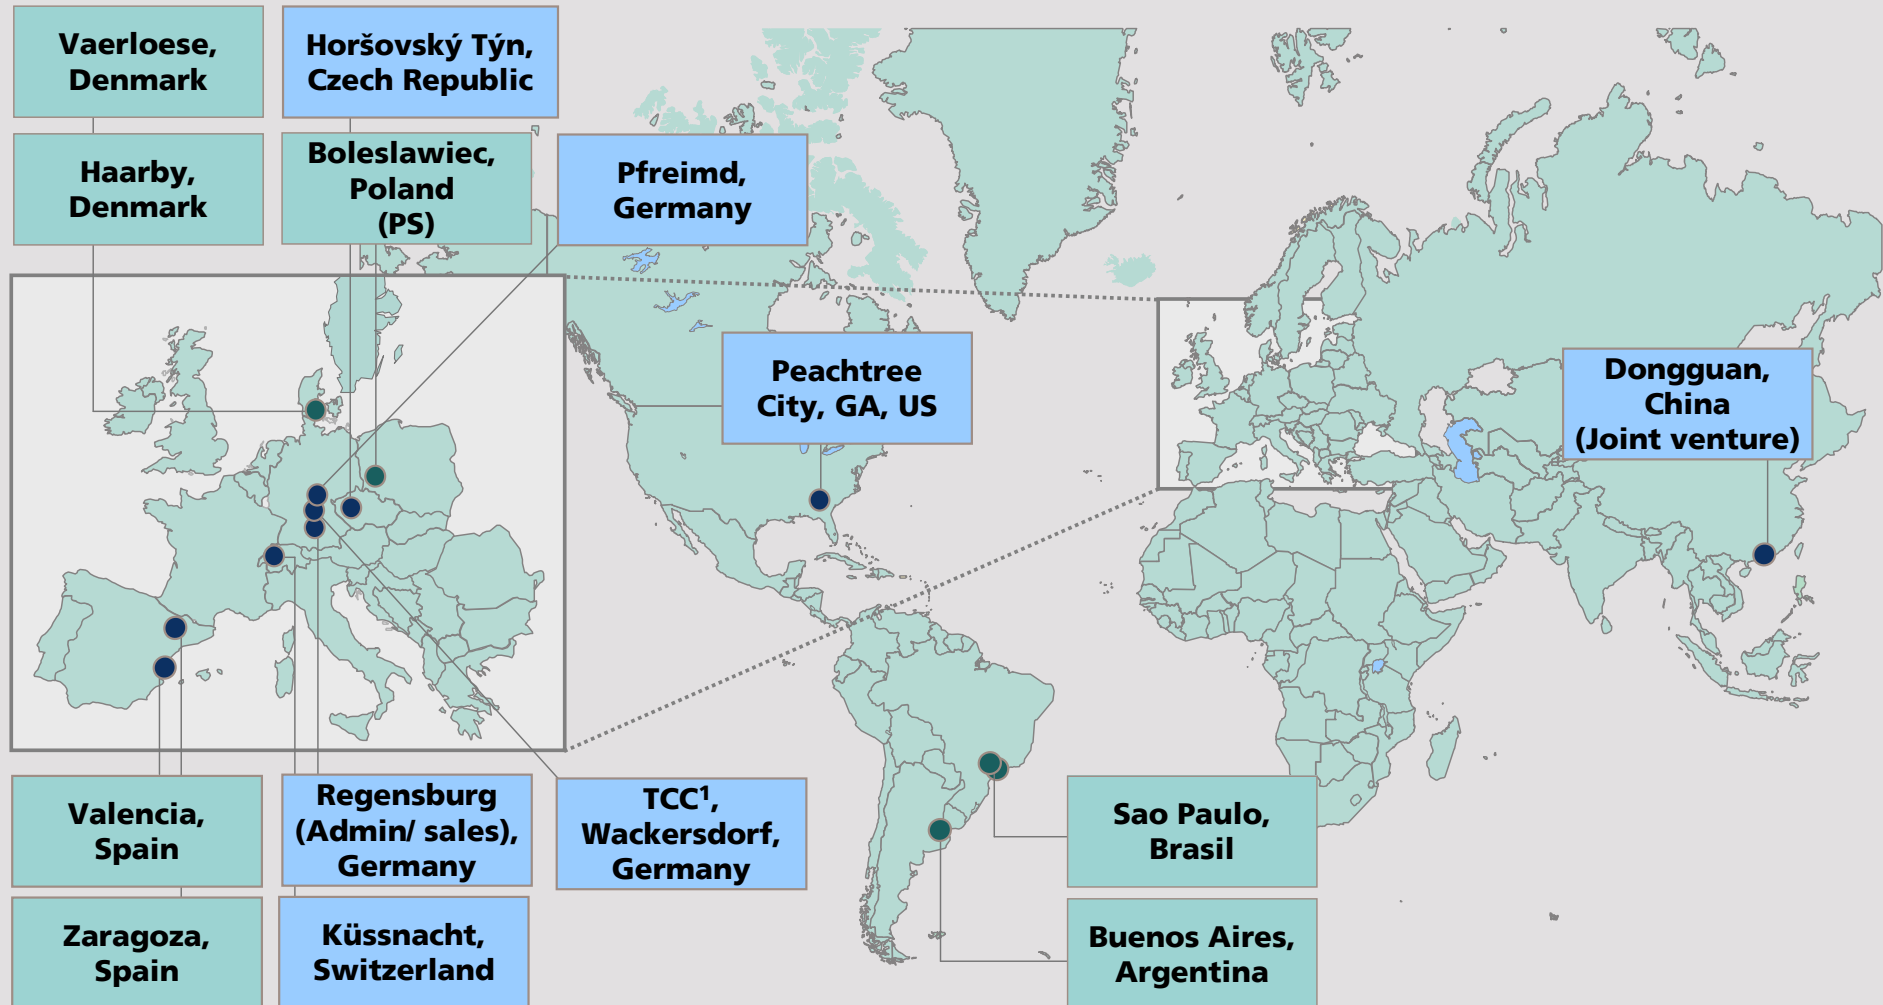 Vaerloese,
Denmark
Horšovský Týn,
Czech Republic
Haarby,
Denmark
Boleslawiec,
Poland
(PS)
Pfreimd,
Germany
Peachtree
City, GA, US
Dongguan,
China
(Joint venture)
Valencia,
Spain
Regensburg
(Admin/ sales),
Germany
TCC¹,
Wackersdorf,
Germany
Sao Paulo,
Brasil
Zaragoza,
Spain
Küssnacht,
Switzerland
Buenos Aires,
Argentina